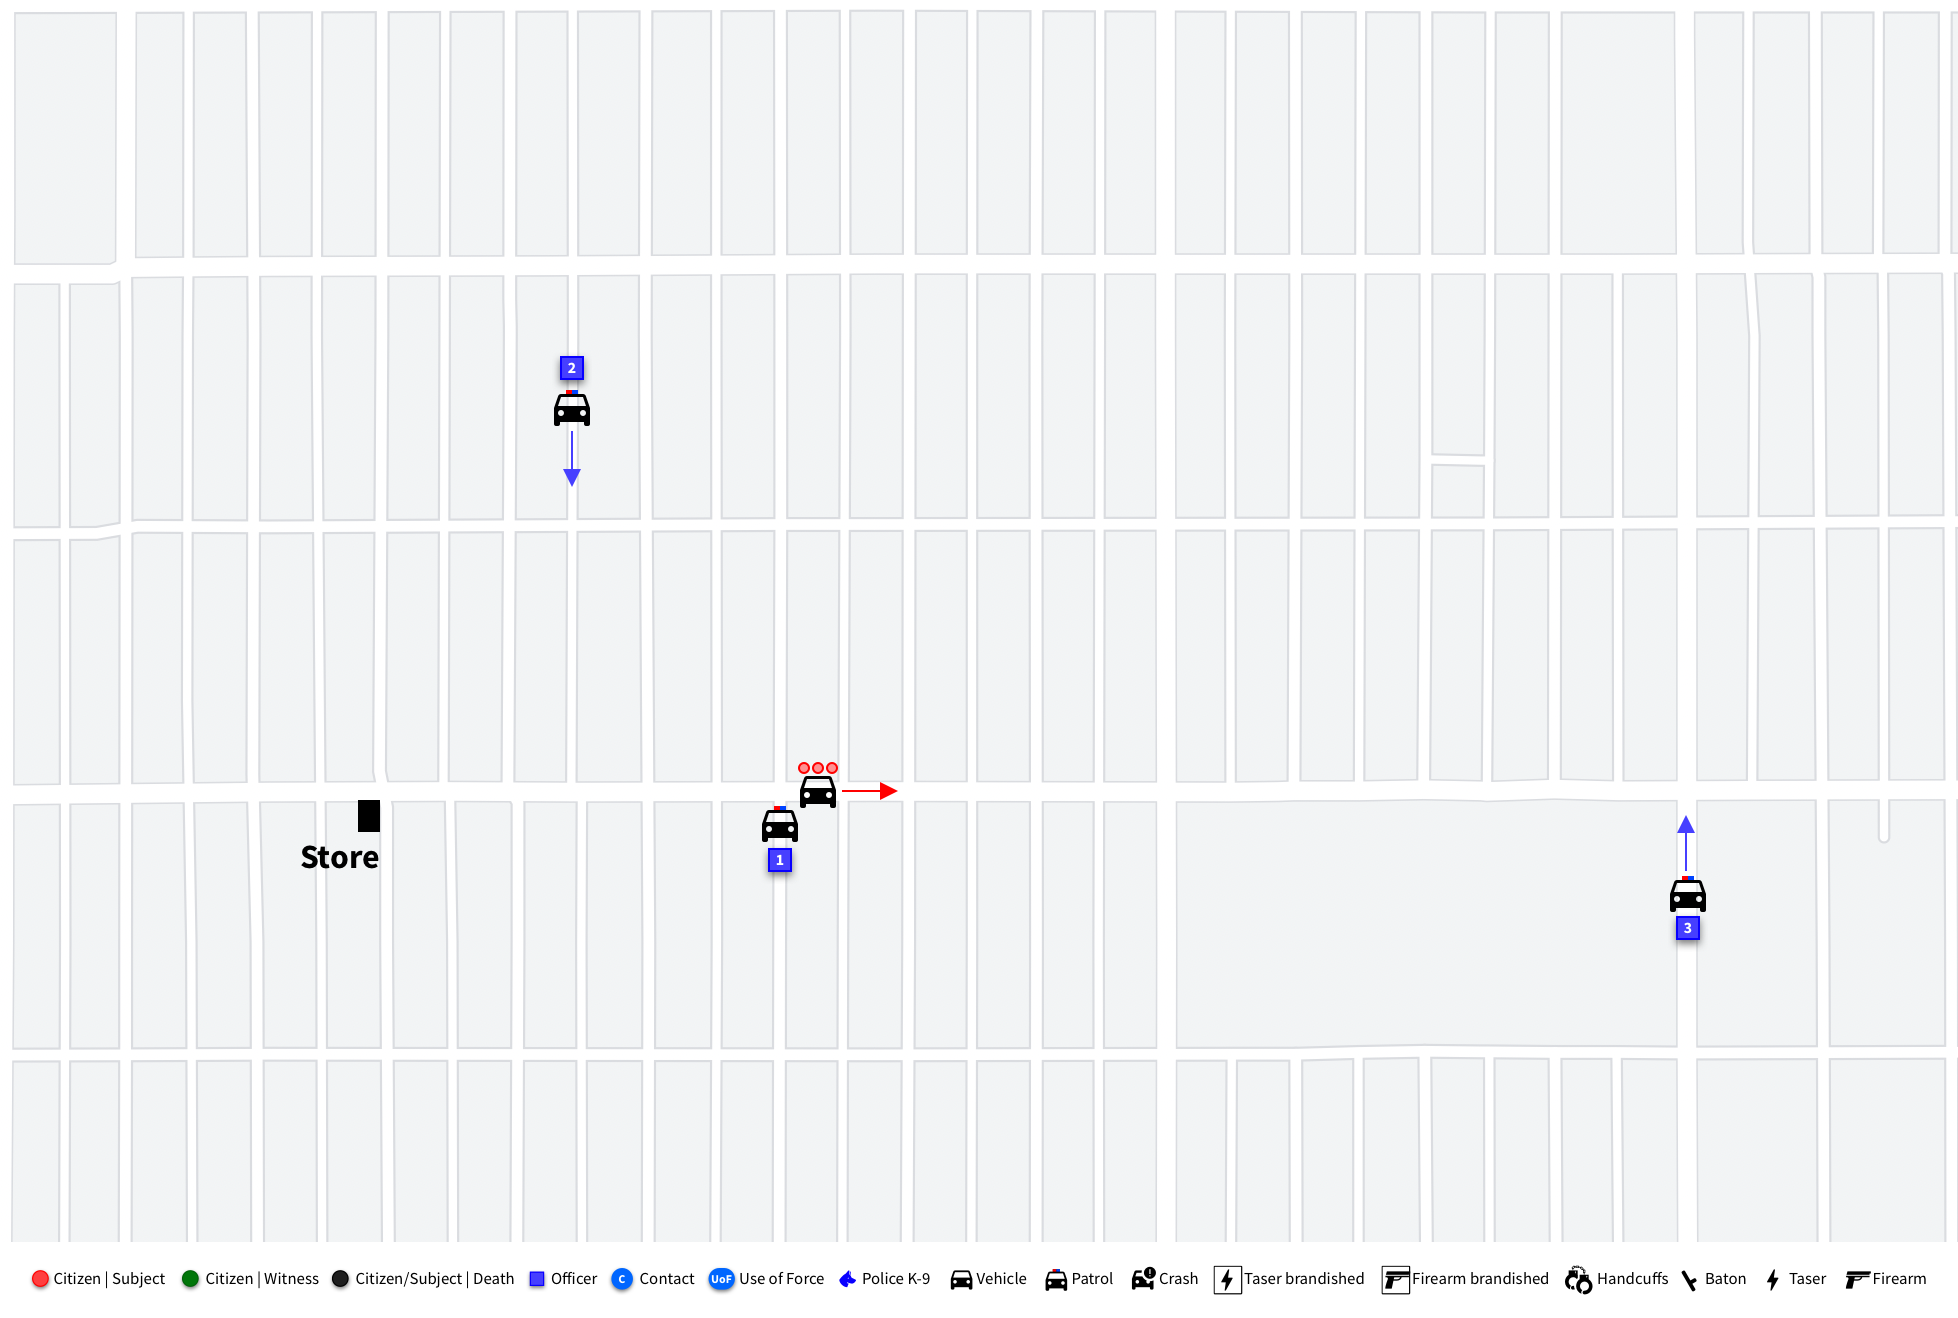 2
Store
1
3
Citizen | Subject
Citizen | Witness
Citizen/Subject | Death
Officer
C Contact
UoF Use of Force
Police K-9
Vehicle
Patrol
Crash
Taser brandished
Firearm brandished
Handcuffs
Baton
Taser
Firearm